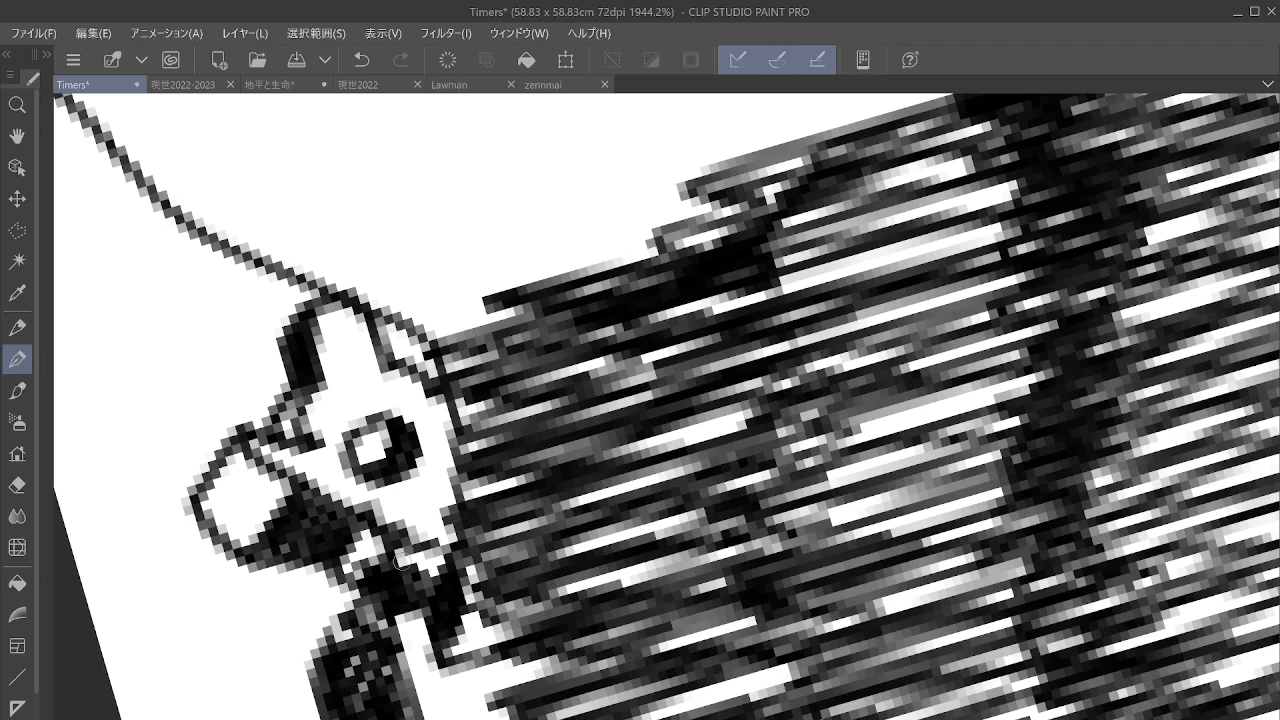 Timers* (58.83 x 58.83cm 72dpi 1944.2%) - CLIP STUDIO PAINT PRO
ファイル(F) 編集(E) アニメーション(A) レイヤー(L) 選択範囲(S) 表示(V) フィルター(I) ウィンドウ(W) ヘルプ(H)
Timers* 現世2022-2023 地平と生命* 現世2022 Lawman zennmai